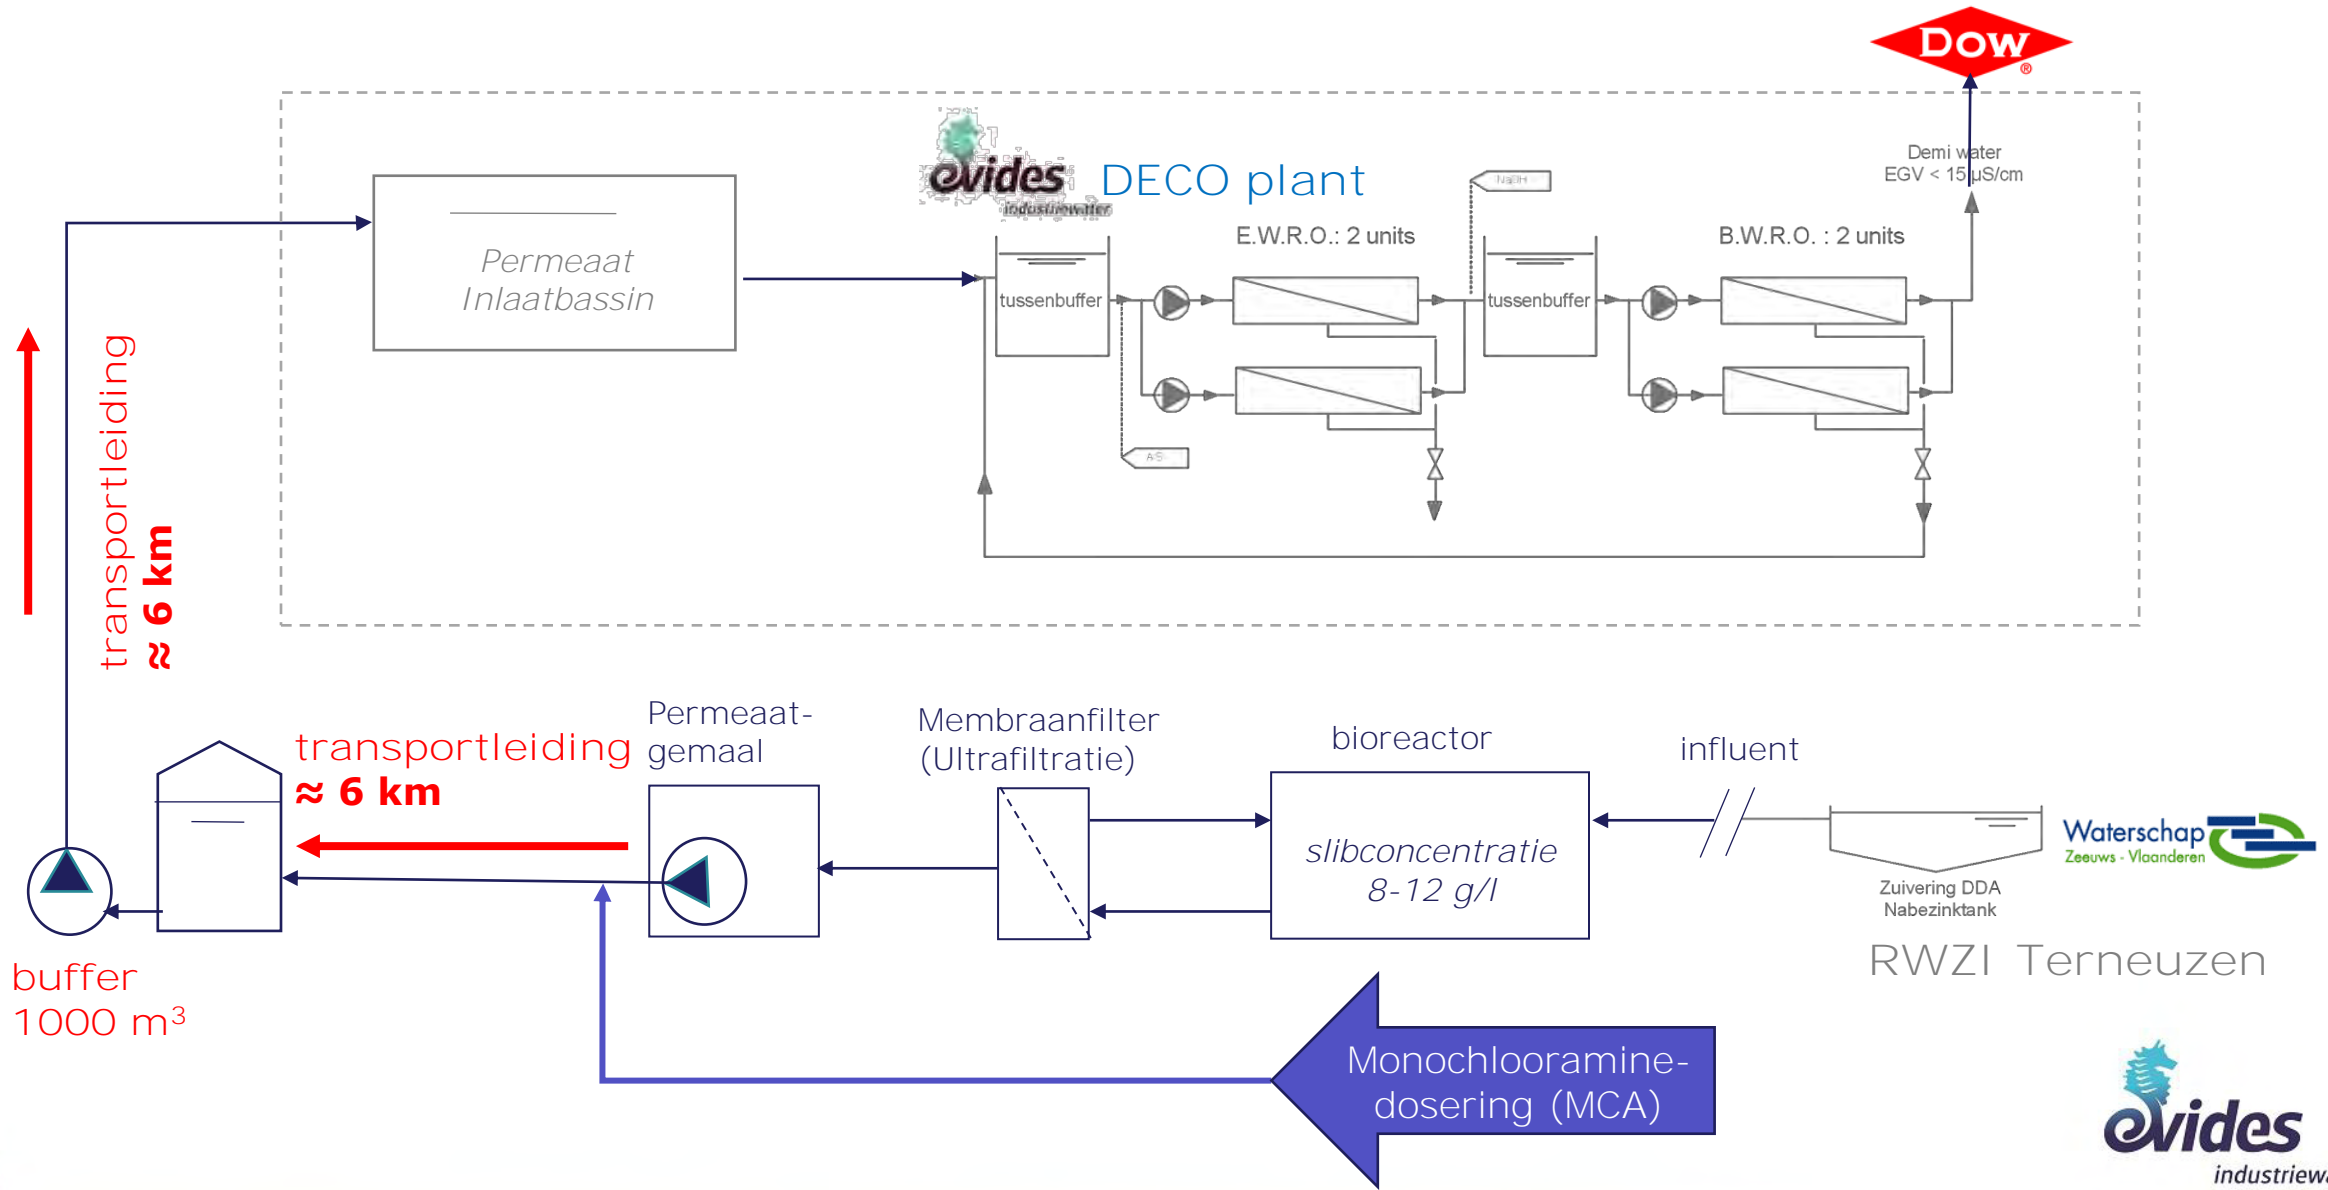 DOW
®
Demi water
EGV < 15 µS/cm
evides
industriewater
DECO plant
NaBH
E.W.R.O.: 2 units
B.W.R.O. : 2 units
Permeaat
Inlaatbassin
tussenbuffer
tussenbuffer
transportleiding
≈ 6 km
Permeaat-
gemaal
Membraanfilter
(Ultrafiltratie)
bioreactor
influent
transportleiding
≈ 6 km
slibconcentratie
8-12 g/l
Waterschap
Zeeuws - Vlaanderen
Zuivering DDA
Nabezinktank
RWZI Terneuzen
buffer
1000 m³
Monochlooramine-
dosering (MCA)
evides
industriewa